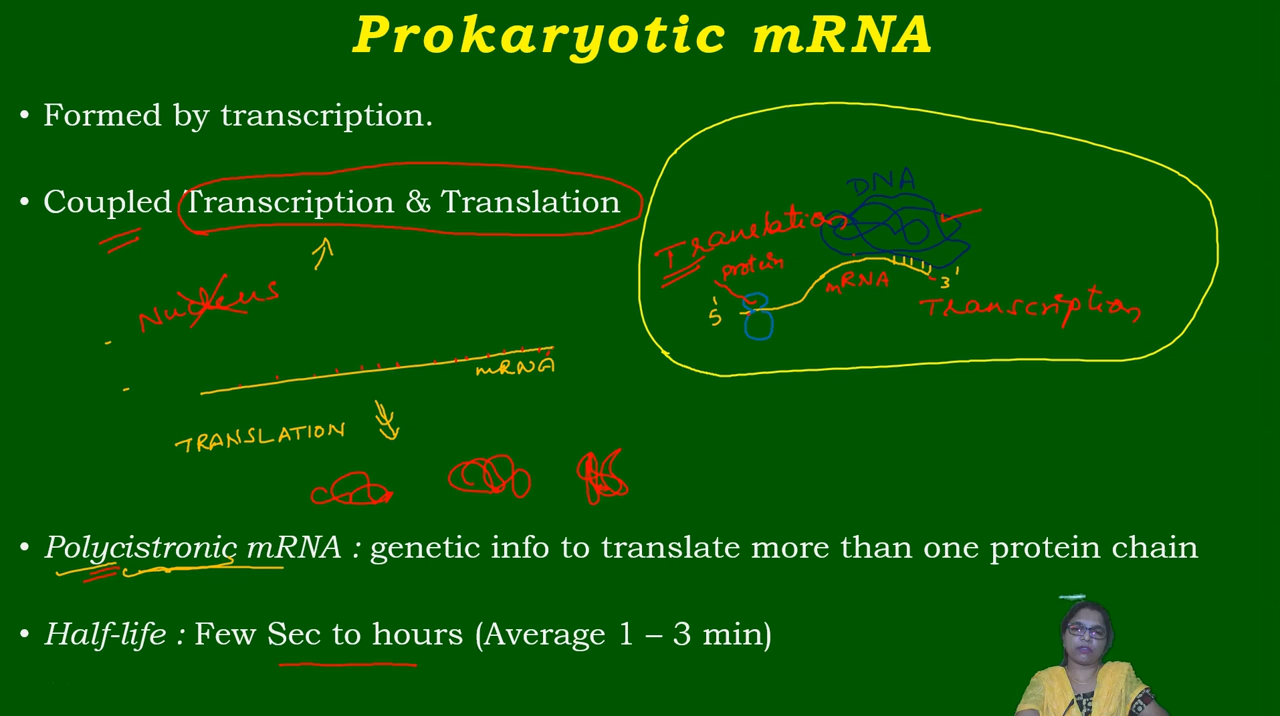 Prokaryotic mRNA
• Formed by transcription.
• Coupled Transcription & Translation
DNA
Translation
protein
mRNA
3'
5'
Transcription
Nucleus
mRNA
TRANSLATION
• Polycistronic mRNA : genetic info to translate more than one protein chain
• Half-life : Few Sec to hours (Average 1 – 3 min)